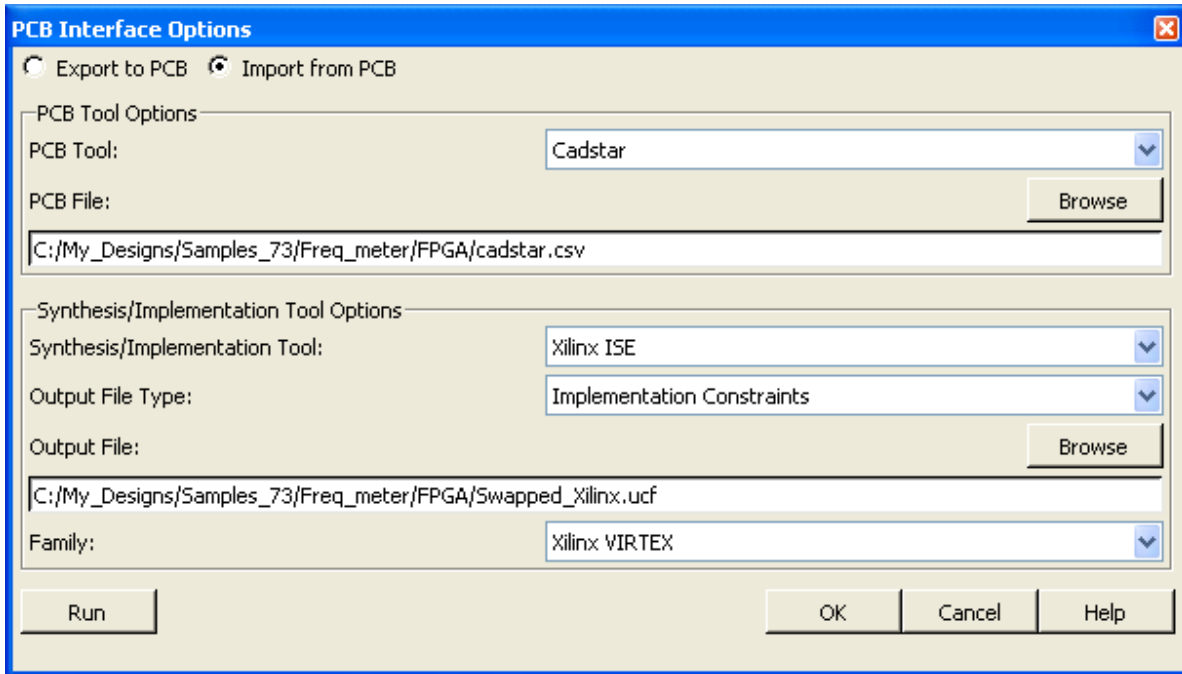 PCB Interface Options
Export to PCB Import from PCB
PCB Tool Options
PCB Tool: Cadstar
PCB File: Browse
C:/My_Designs/Samples_73/Freq_meter/FPGA/cadstar.csv
Synthesis/Implementation Tool Options
Synthesis/Implementation Tool: Xilinx ISE
Output File Type: Implementation Constraints
Output File: Browse
C:/My_Designs/Samples_73/Freq_meter/FPGA/Swapped_Xilinx.ucf
Family: Xilinx VIRTEX
Run OK Cancel Help